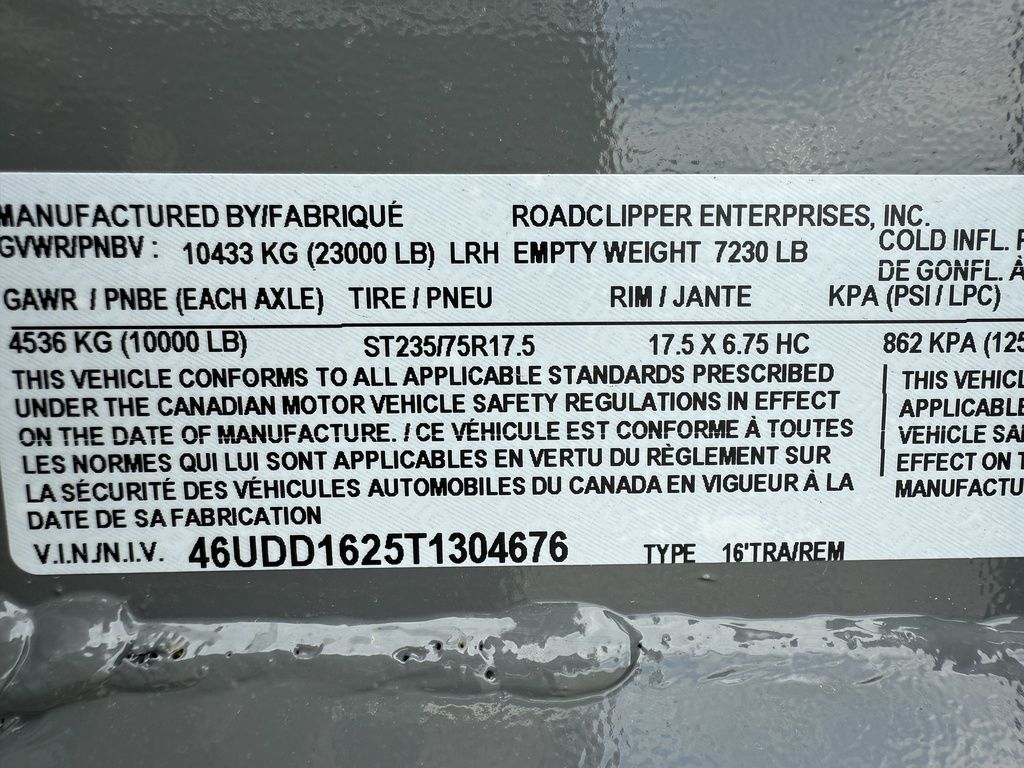 MANUFACTURED BY/FABRIQUÉ ROADCLIPPER ENTERPRISES, INC.
GVWR/PNBV : 10433 KG (23000 LB) LRH EMPTY WEIGHT 7230 LB
COLD INFL.
DE GONFL. À
GAWR / PNBE (EACH AXLE) TIRE / PNEU RIM / JANTE KPA (PSI / LPC)
4536 KG (10000 LB) ST235/75R17.5 17.5 X 6.75 HC 862 KPA (125
THIS VEHICLE CONFORMS TO ALL APPLICABLE STANDARDS PRESCRIBED
UNDER THE CANADIAN MOTOR VEHICLE SAFETY REGULATIONS IN EFFECT
ON THE DATE OF MANUFACTURE. / CE VÉHICULE EST CONFORME À TOUTES
LES NORMES QUI LUI SONT APPLICABLES EN VERTU DU RÈGLEMENT SUR
LA SÉCURITÉ DES VÉHICULES AUTOMOBILES DU CANADA EN VIGUEUR À LA
DATE DE SA FABRICATION
THIS
APPLICABLE
VEHICLE
EFFECT ON
V.I.N./N.I.V. 46UDD1625T1304676 TYPE 16'TRA/REM